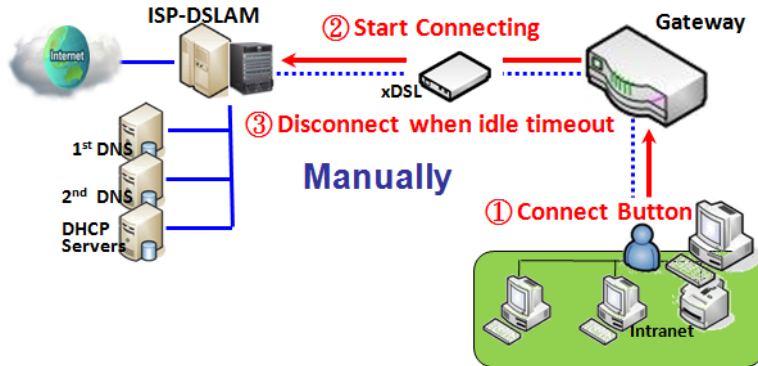 ISP-DSLAM
② Start Connecting
Gateway
Internet
xDSL
③ Disconnect when idle timeout
1st DNS
Manually
2nd DNS
① Connect Button
DHCP
Servers
Intranet